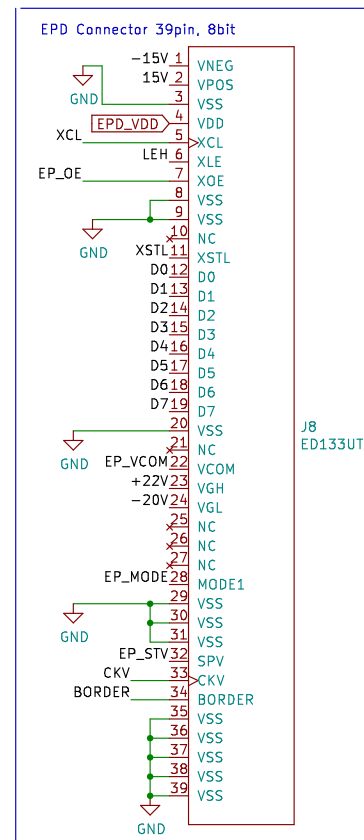 EPD Connector 39pin, 8bit
-15V 1 VNEG
15V 2 VPOS
GND 3 VSS
EPD_VDD 4 VDD
XCL 5 XCL
LEH 6 XLE
EP_OE 7 XOE
8 VSS
9 VSS
GND 10 NC
XSTL 11 XSTL
D0 12 D0
D1 13 D1
D2 14 D2
D3 15 D3
D4 16 D4
D5 17 D5
D6 18 D6
D7 19 D7
20 VSS
J8
ED133UT
GND 21 NC
EP_VCOM 22 VCOM
+22V 23 VGH
-20V 24 VGL
25 NC
26 NC
27 NC
EP_MODE 28 MODE1
29 VSS
30 VSS
GND 31 VSS
EP_STV 32 SPV
CKV 33 CKV
BORDER 34 BORDER
35 VSS
36 VSS
37 VSS
38 VSS
39 VSS
GND